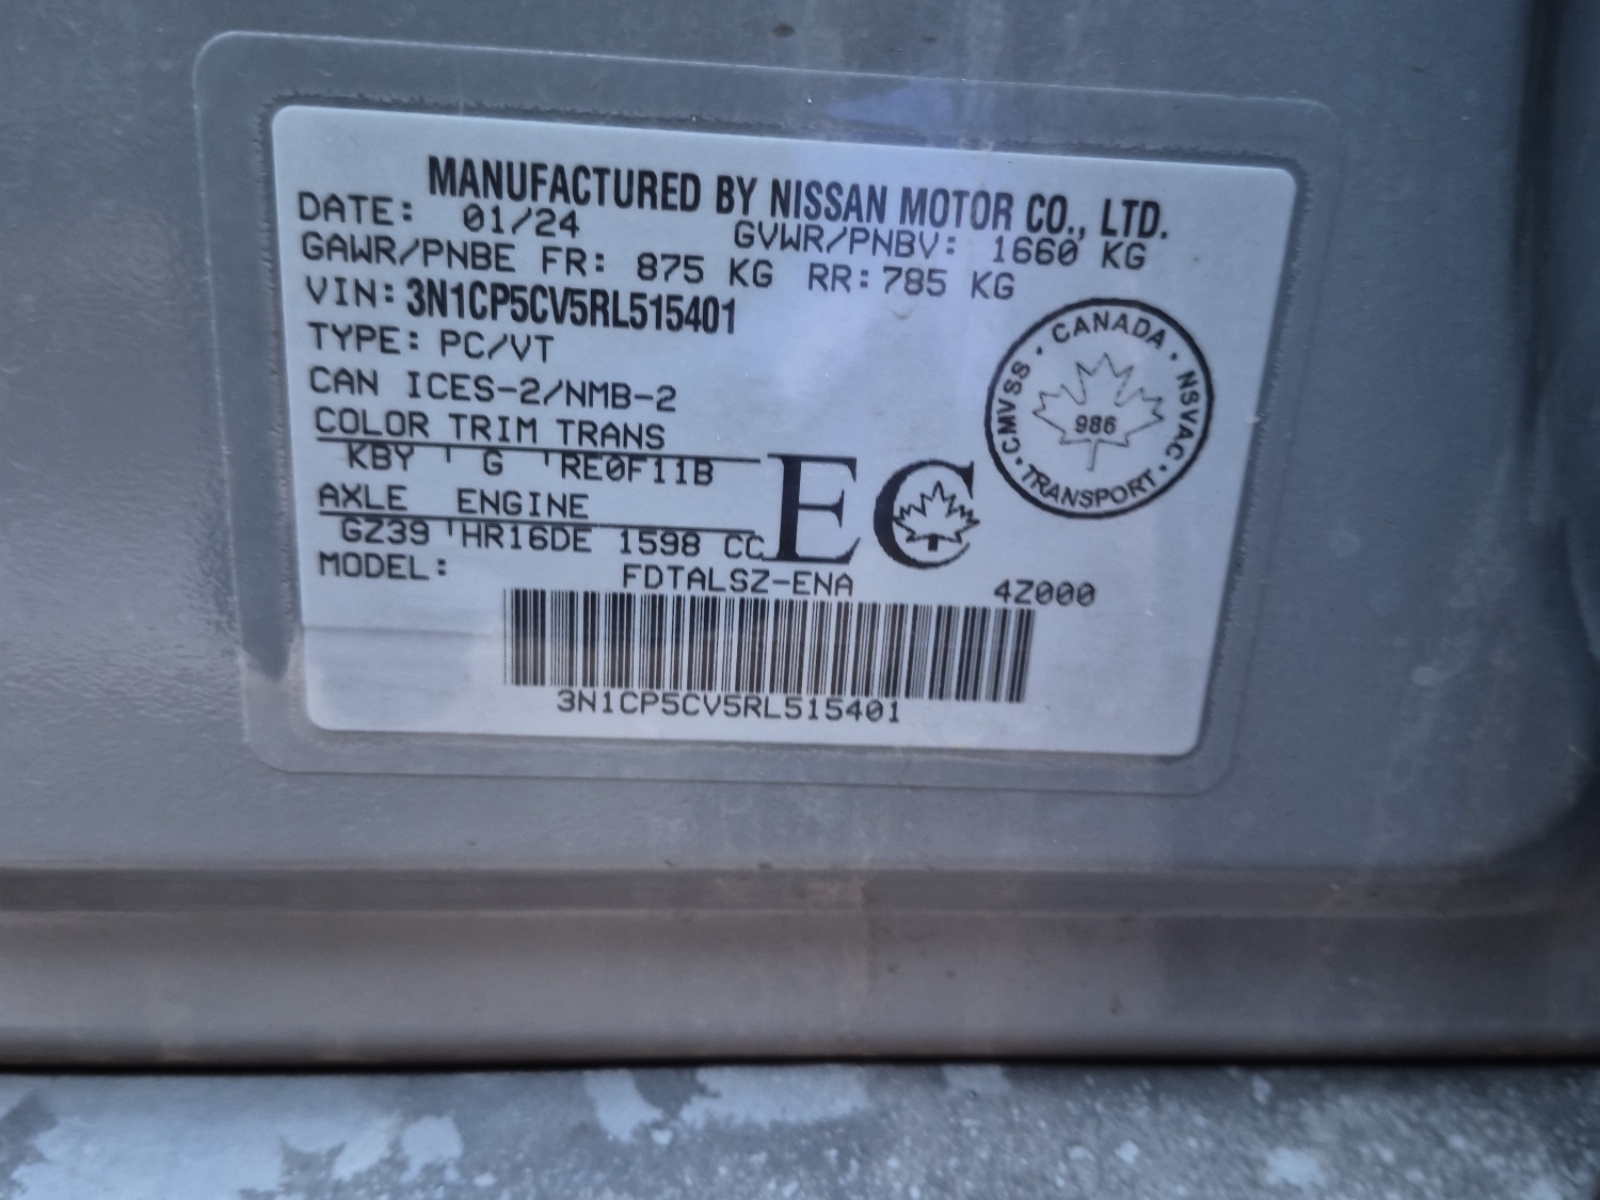 MANUFACTURED BY NISSAN MOTOR CO., LTD.
DATE: 01/24 GVWR/PNBV: 1660 KG
GAWR/PNBE FR: 875 KG RR: 785 KG
VIN: 3N1CP5CV5RL515401
TYPE: PC/VT
CAN ICES-2/NMB-2
COLOR TRIM TRANS
KBY G RE0F11B
AXLE ENGINE
GZ39 HR16DE 1598 CC
EC
CANADA · NSVAC · TRANSPORT · CMVSS ·
986
MODEL: FDTALSZ-ENA 4Z000
3N1CP5CV5RL515401